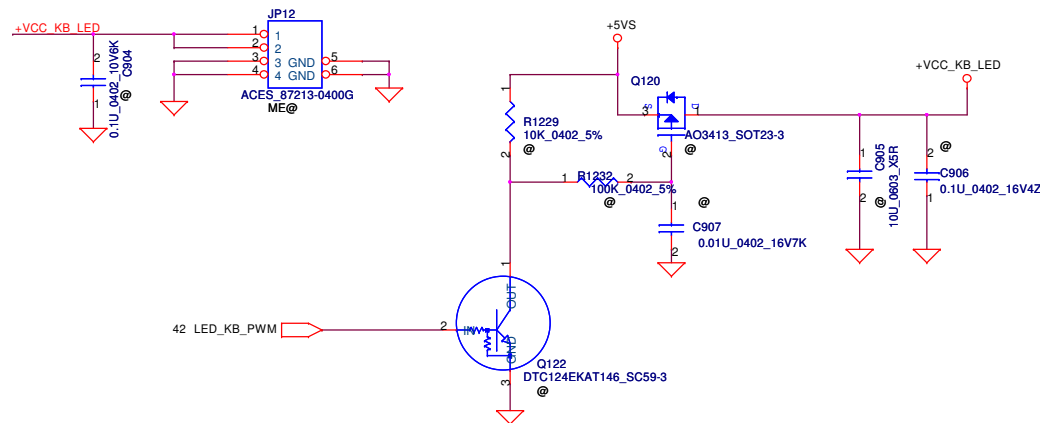 JP12
+VCC_KB_LED
1
1
2
2
3
3 GND
5
4
4 GND
6
ACES_87213-0400G
ME@
2
1
0.1U_0402_10V6K
C904
@
+5VS
+VCC_KB_LED
Q120
3
S
D
1
G
2
AO3413_SOT23-3
@
1
R1229
10K_0402_5%
@
2
1
R1232
2
100K_0402_5%
@
1
@
C907
0.01U_0402_16V7K
2
1
C905
10U_0603_X5R
@
2
@
2
C906
0.1U_0402_16V4Z
1
1
OUT
42 LED_KB_PWM
2
IN
GND
3
Q122
DTC124EKAT146_SC59-3
@